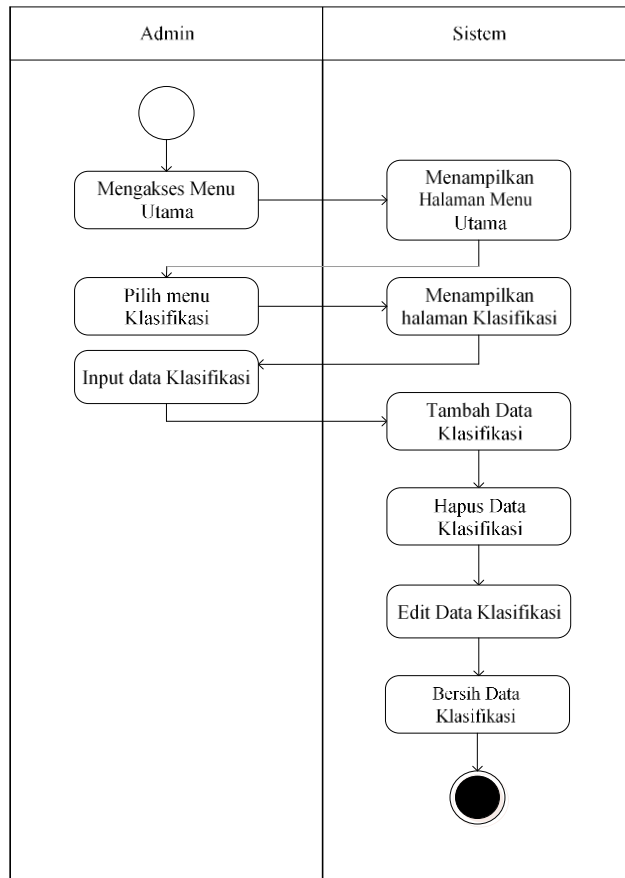 Admin
Sistem
Mengakses Menu
Utama
Menampilkan
Halaman Menu
Utama
Pilih menu
Klasifikasi
Menampilkan
halaman Klasifikasi
Input data Klasifikasi
Tambah Data
Klasifikasi
Hapus Data
Klasifikasi
Edit Data Klasifikasi
Bersih Data
Klasifikasi